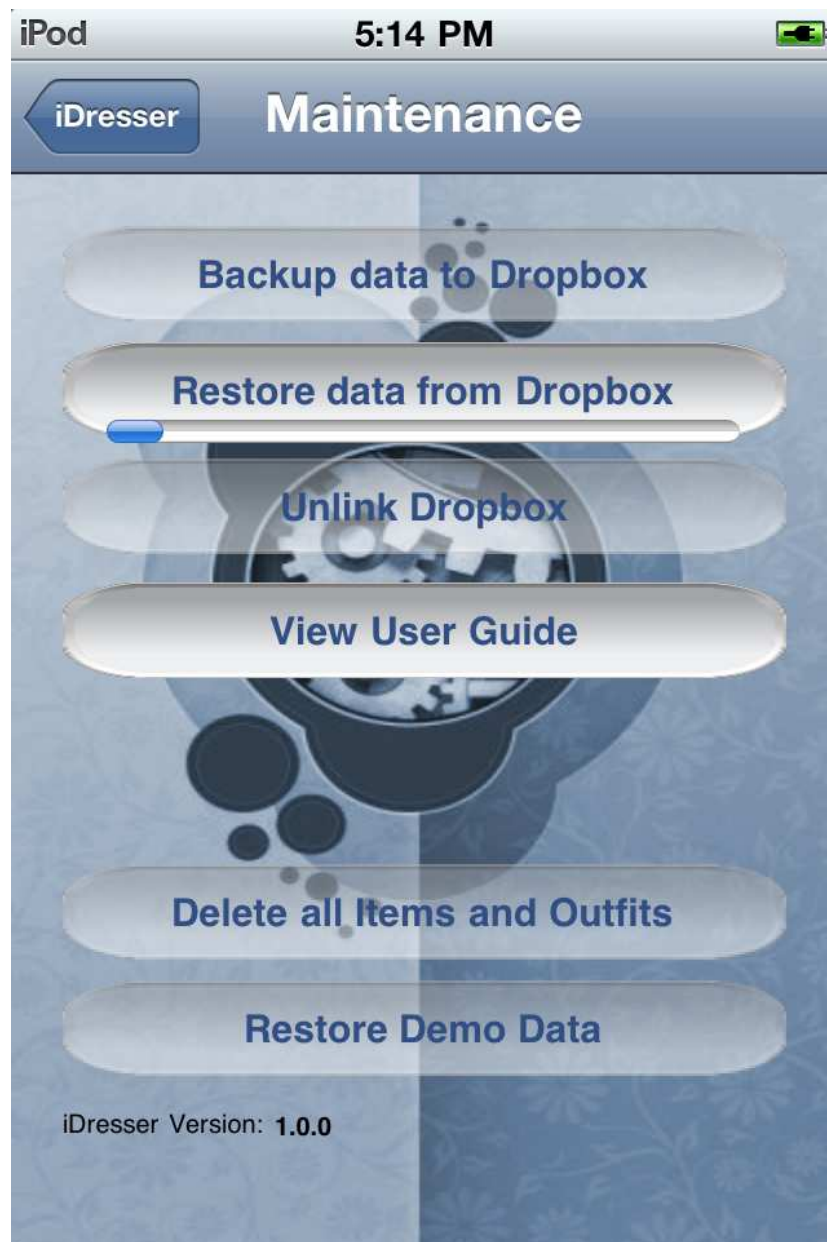 iPod 5:14 PM
iDresser Maintenance
Backup data to Dropbox
Restore data from Dropbox
Unlink Dropbox
View User Guide
Delete all Items and Outfits
Restore Demo Data
iDresser Version: 1.0.0